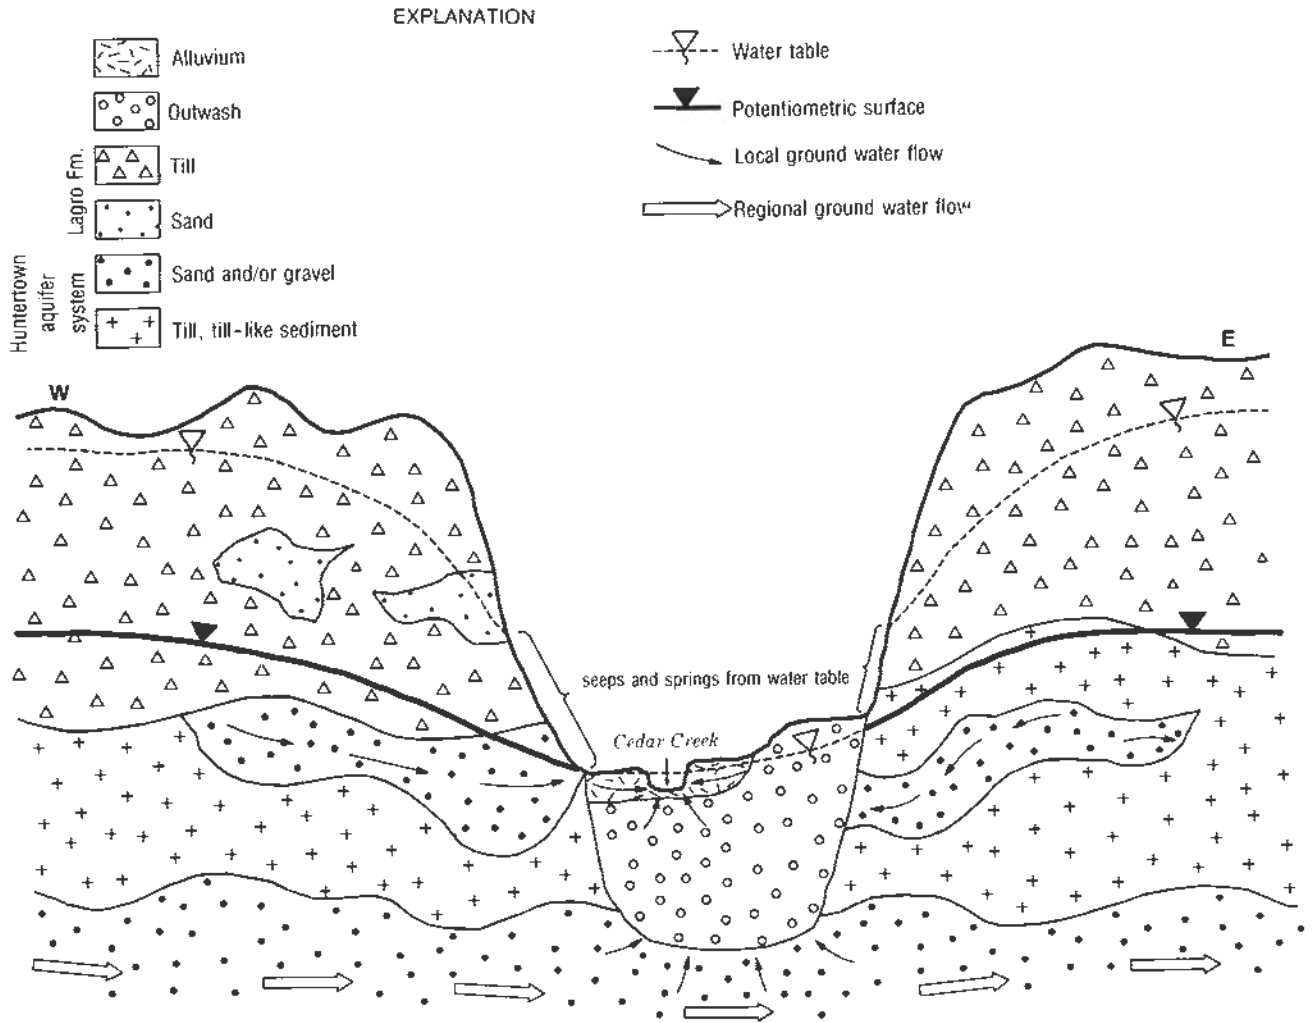 EXPLANATION
Alluvium
Outwash
Till
Sand
Lagro Fm.
Sand and/or gravel
Till, till-like sediment
Huntertown
aquifer
system
Water table
Potentiometric surface
Local ground water flow
Regional ground water flow
W
E
seeps and springs from water table
Cedar Creek